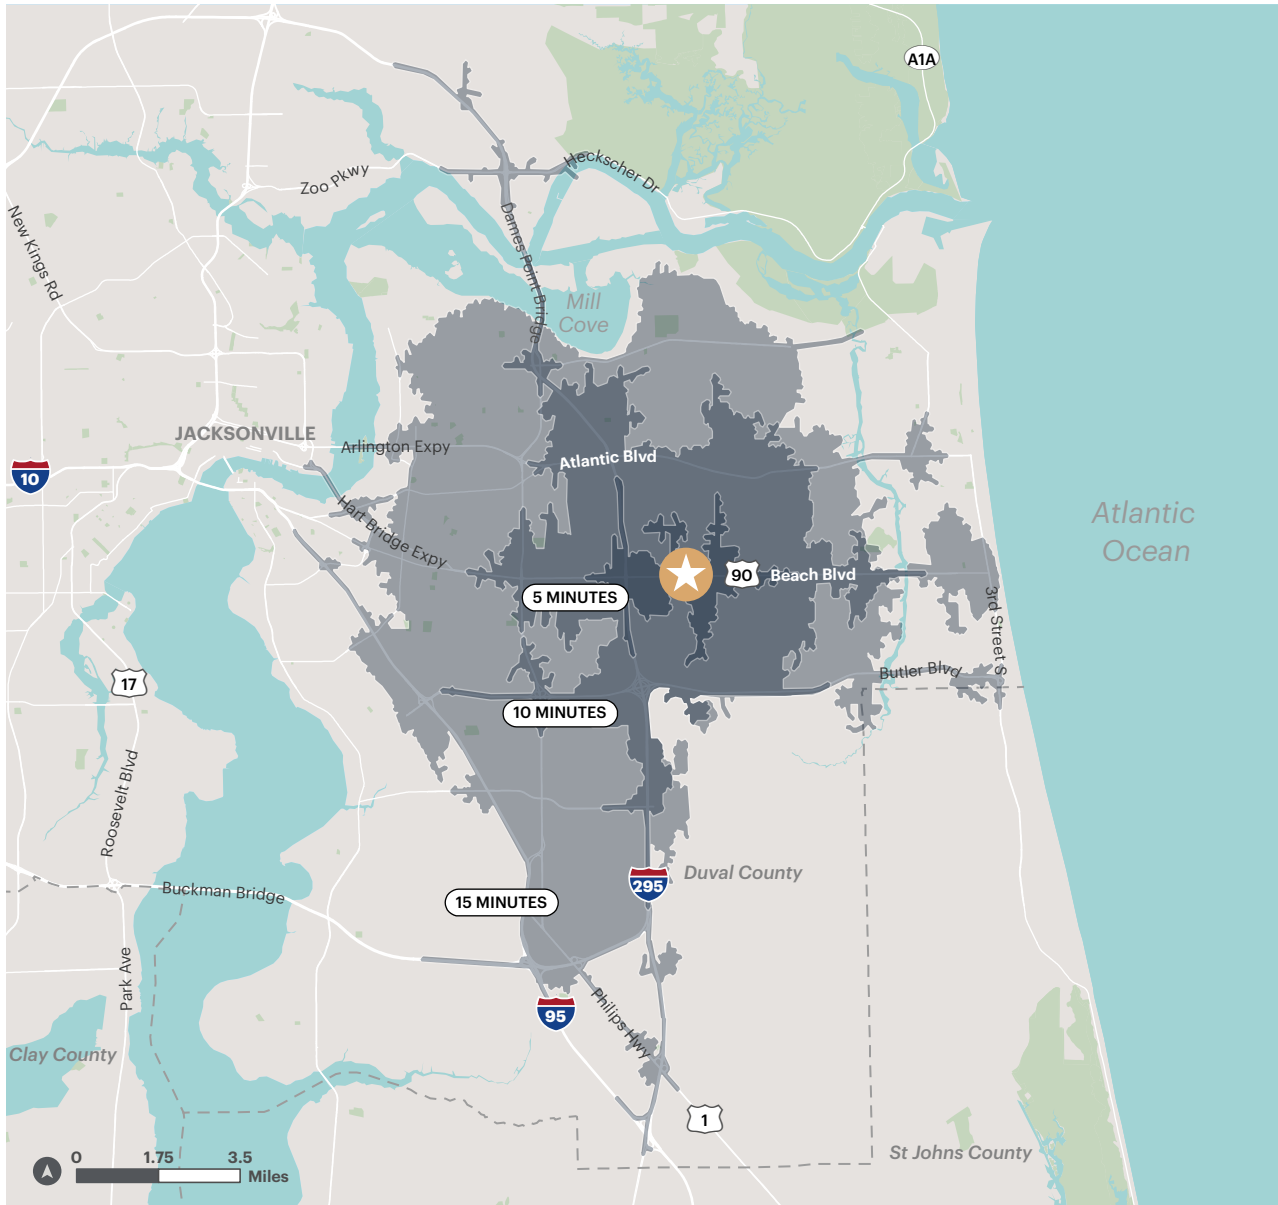 A1A
Heckscher Dr
Zoo Pkwy
New Kings Rd
Dames Point Bridge
Mill
Cove
JACKSONVILLE
Arlington Expy
Atlantic Blvd
10
Hart Bridge Expy
Atlantic
Ocean
90
Beach Blvd
5 MINUTES
3rd Street S
17
Butler Blvd
10 MINUTES
Roosevelt Blvd
Duval County
295
Buckman Bridge
15 MINUTES
Park Ave
95
Philips Hwy
Clay County
1
St Johns County
0 1.75 3.5
Miles